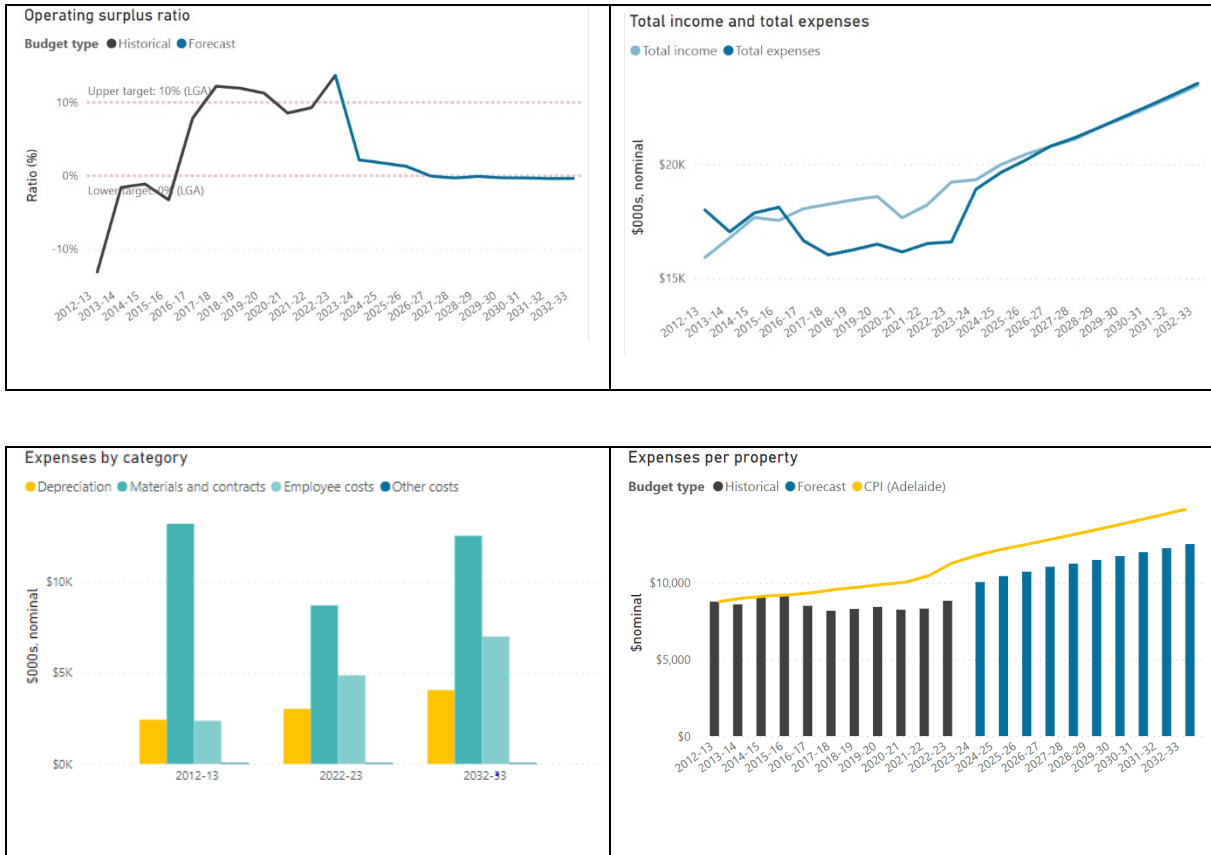 Operating surplus ratio
Budget type Historical Forecast
Upper target: 10% (LGA)
10%
0%
Lower target: 0% (LGA)
-10%
Ratio (%)
2012-13 2013-14 2014-15 2015-16 2016-17 2017-18 2018-19 2019-20 2020-21 2021-22 2022-23 2023-24 2024-25 2025-26 2026-27 2027-28 2028-29 2029-30 2030-31 2031-32 2032-33
Total income and total expenses
Total income Total expenses
$20K
$15K
$000s, nominal
2012-13 2013-14 2014-15 2015-16 2016-17 2017-18 2018-19 2019-20 2020-21 2021-22 2022-23 2023-24 2024-25 2025-26 2026-27 2027-28 2028-29 2029-30 2030-31 2031-32 2032-33
Expenses by category
Depreciation Materials and contracts Employee costs Other costs
$10K
$5K
$0K
$000s, nominal
2012-13 2022-23 2032-33
Expenses per property
Budget type Historical Forecast CPI (Adelaide)
$10,000
$5,000
$0
$nominal
2012-13 2013-14 2014-15 2015-16 2016-17 2017-18 2018-19 2019-20 2020-21 2021-22 2022-23 2023-24 2024-25 2025-26 2026-27 2027-28 2028-29 2029-30 2030-31 2031-32 2032-33